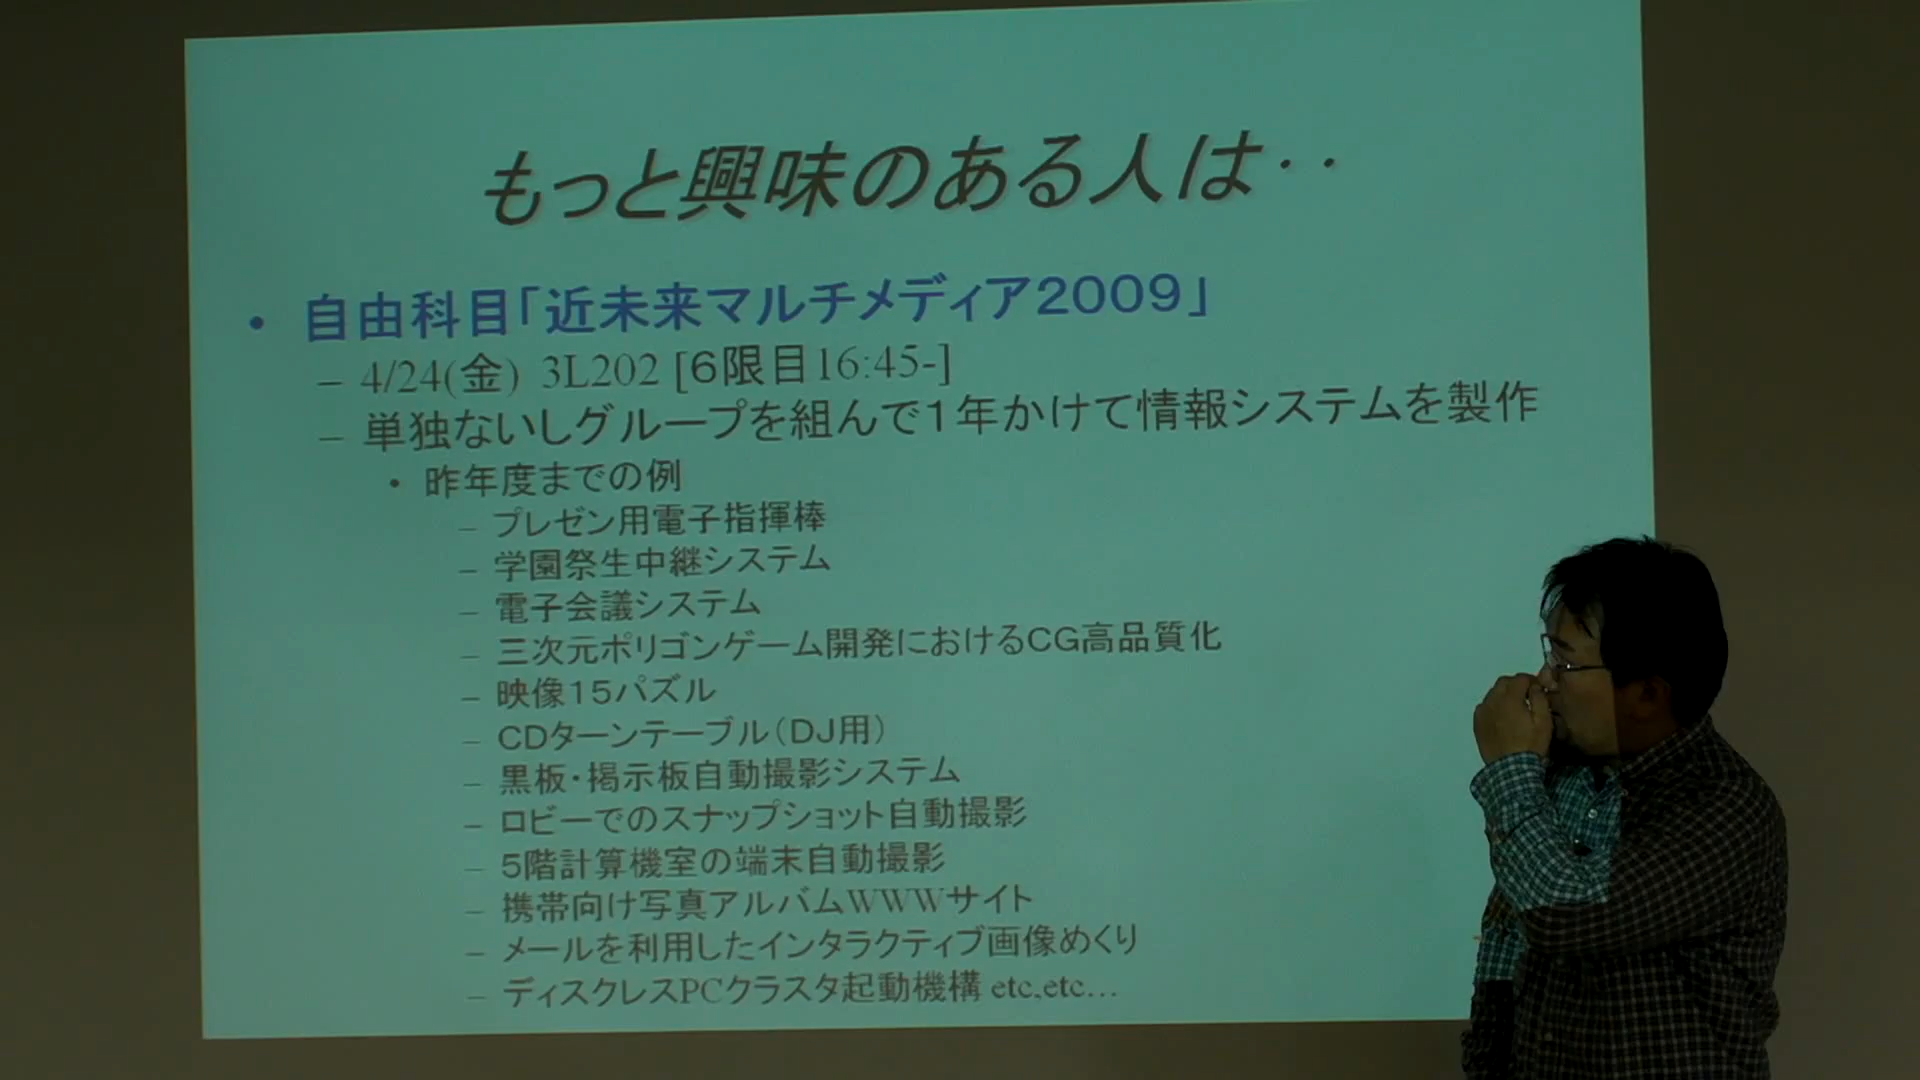 もっと興味のある人は‥
• 自由科目「近未来マルチメディア2009」
– 4/24(金) 3L202 [6限目16:45-]
– 単独ないしグループを組んで1年かけて情報システムを製作
• 昨年度までの例
– プレゼン用電子指揮棒
– 学園祭生中継システム
– 電子会議システム
– 三次元ポリゴンゲーム開発におけるCG高品質化
– 映像15パズル
– CDターンテーブル(DJ用)
– 黒板・掲示板自動撮影システム
– ロビーでのスナップショット自動撮影
– 5階計算機室の端末自動撮影
– 携帯向け写真アルバムWWWサイト
– メールを利用したインタラクティブ画像めくり
– ディスクレスPCクラスタ起動機構 etc,etc…